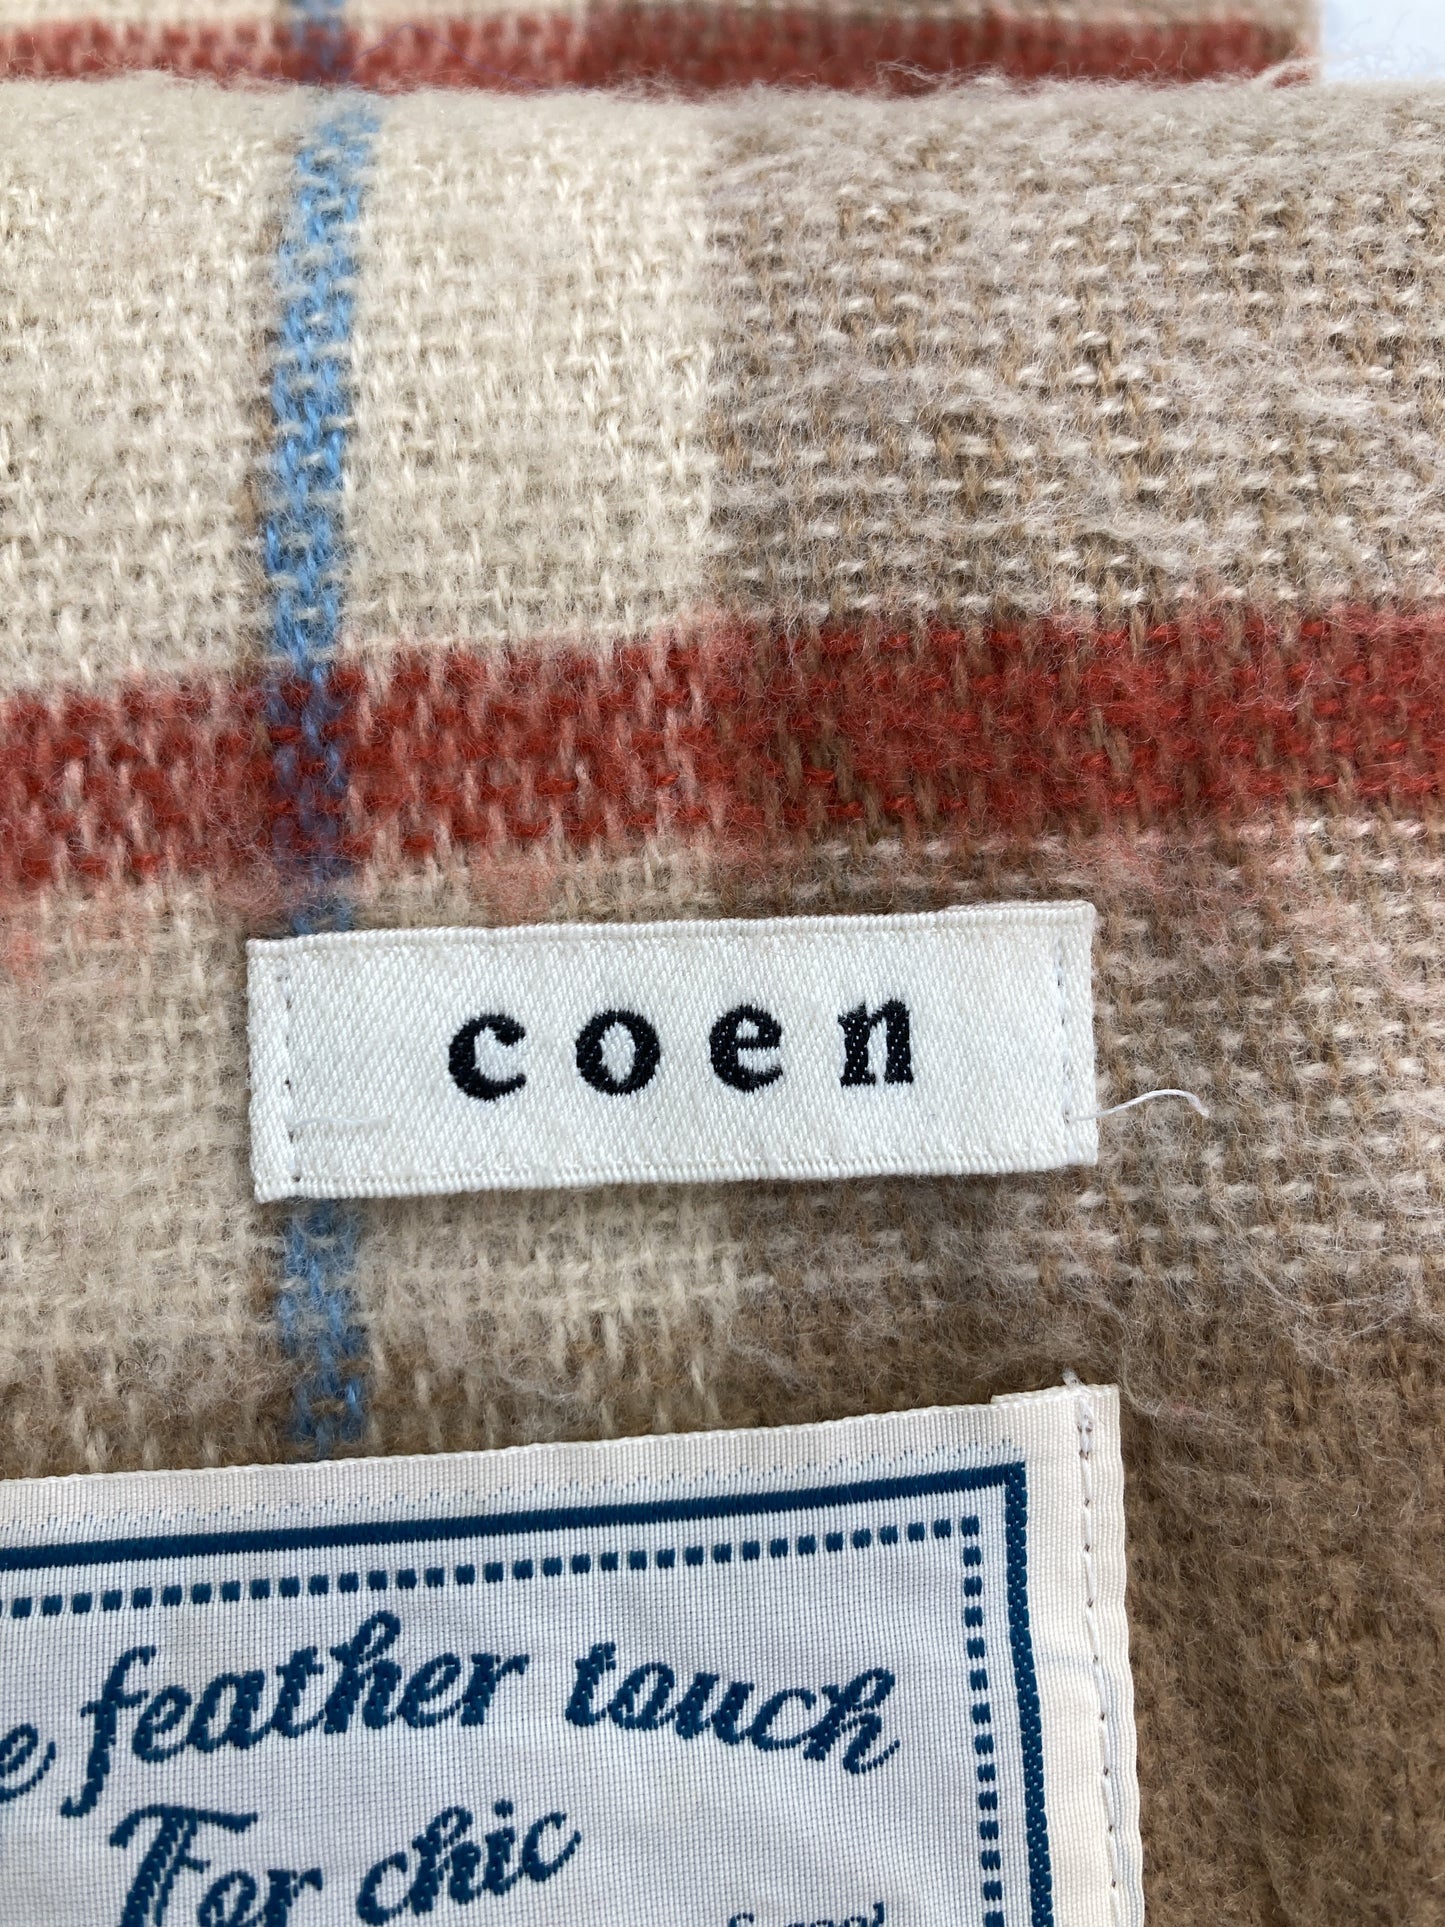 coen
feather touch
For chic